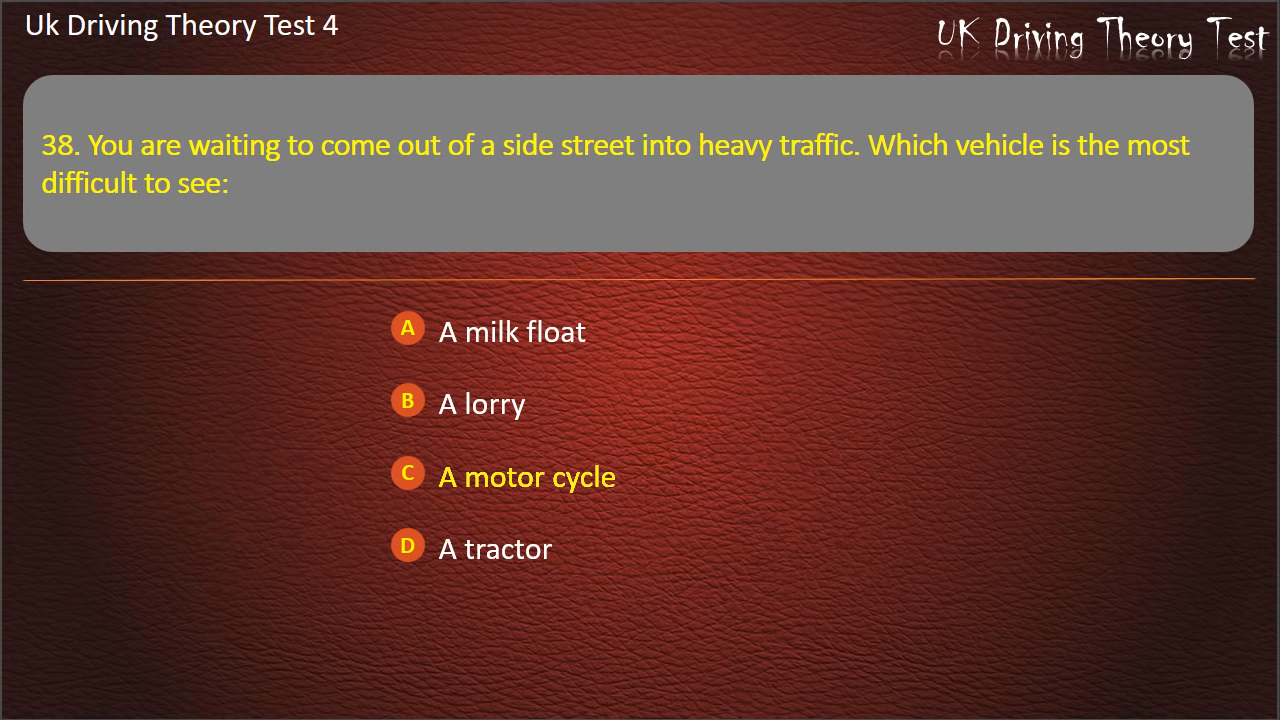 Uk Driving Theory Test 4
UK Driving Theory Test
38. You are waiting to come out of a side street into heavy traffic. Which vehicle is the most
difficult to see:
A A milk float
B A lorry
C A motor cycle
D A tractor